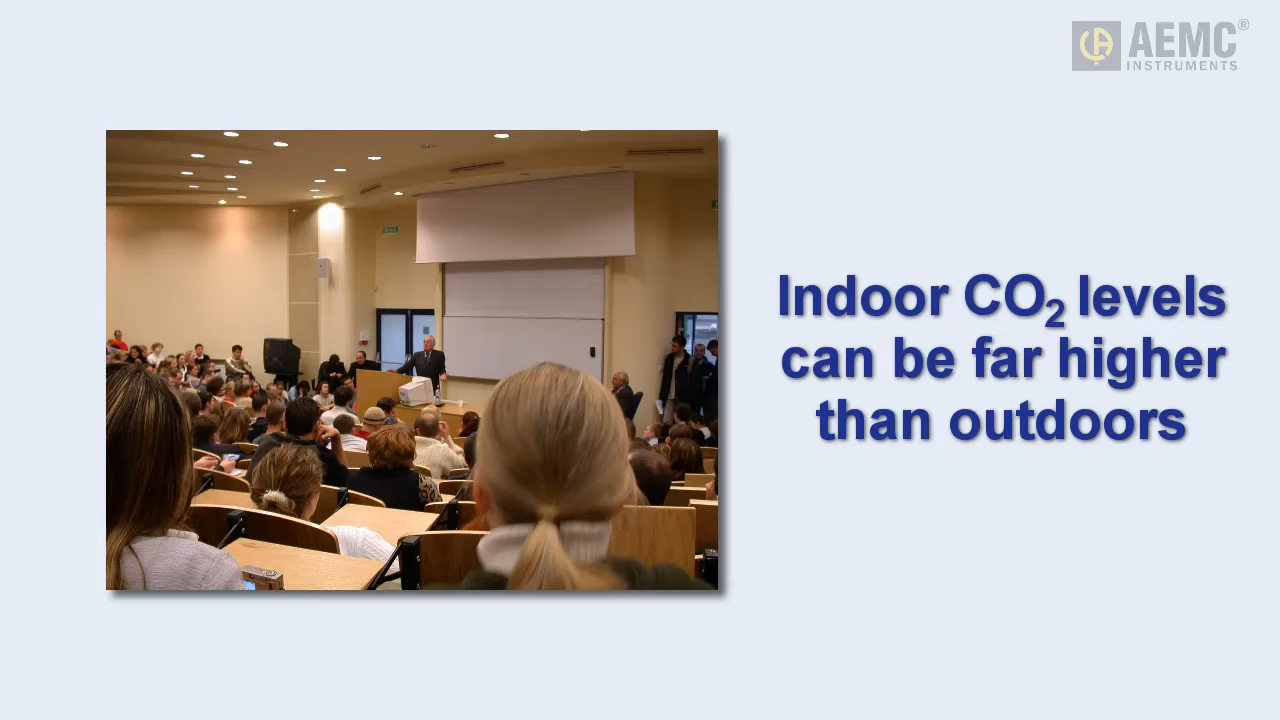 AEMC®
INSTRUMENTS
Indoor CO₂ levels
can be far higher
than outdoors